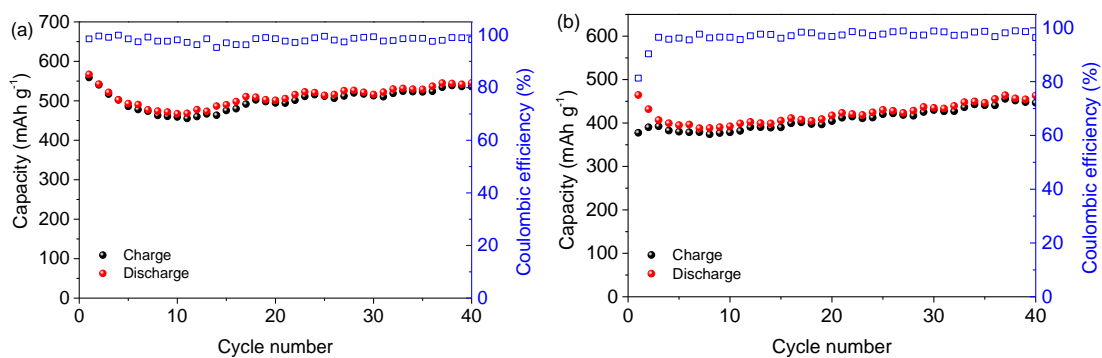 (a)
700
600
500
400
300
200
100
0
Capacity (mAh g-1)
100
80
60
40
20
0
Coulombic efficiency (%)
Charge
Discharge
0 10 20 30 40
Cycle number
(b)
600
500
400
300
200
100
0
Capacity (mAh g-1)
100
80
60
40
20
0
Coulombic efficiency (%)
Charge
Discharge
0 10 20 30 40
Cycle number